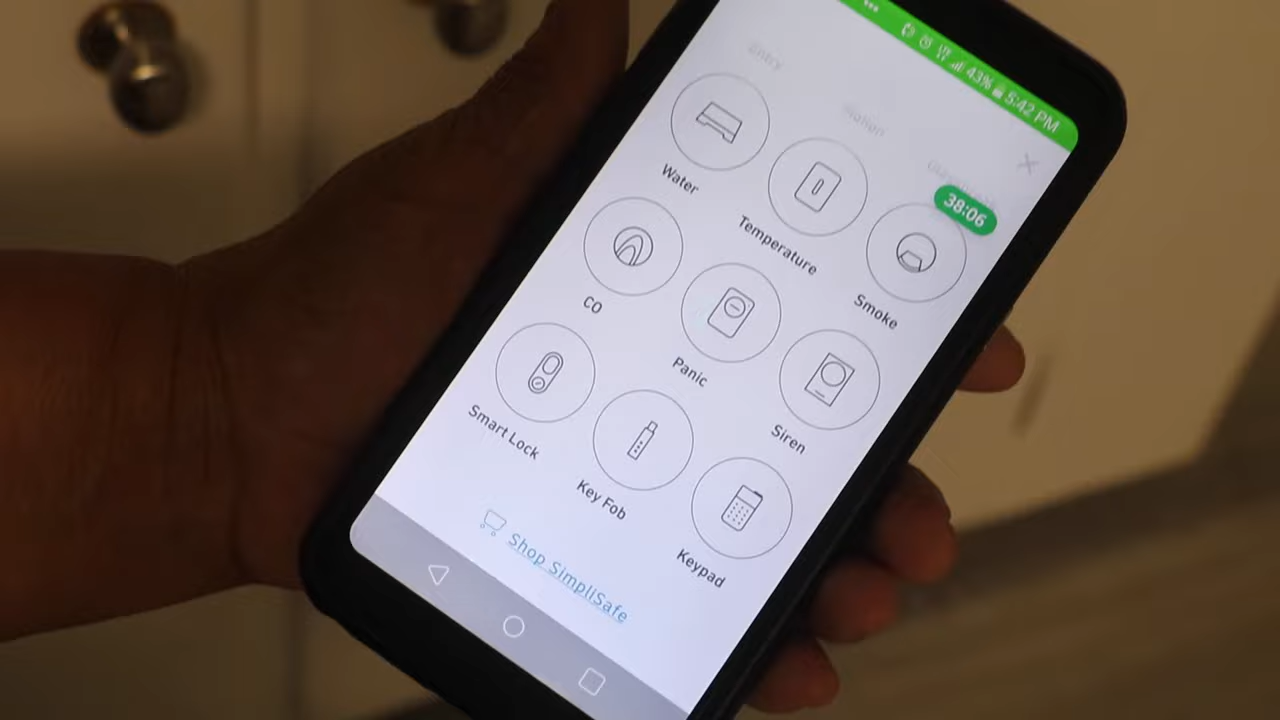 LTE 43% 5:42 PM
Entry
38:06
Water
Temperature
Smoke
CO
Panic
Siren
Smart Lock
Key Fob
Keypad
Shop SimpliSafe